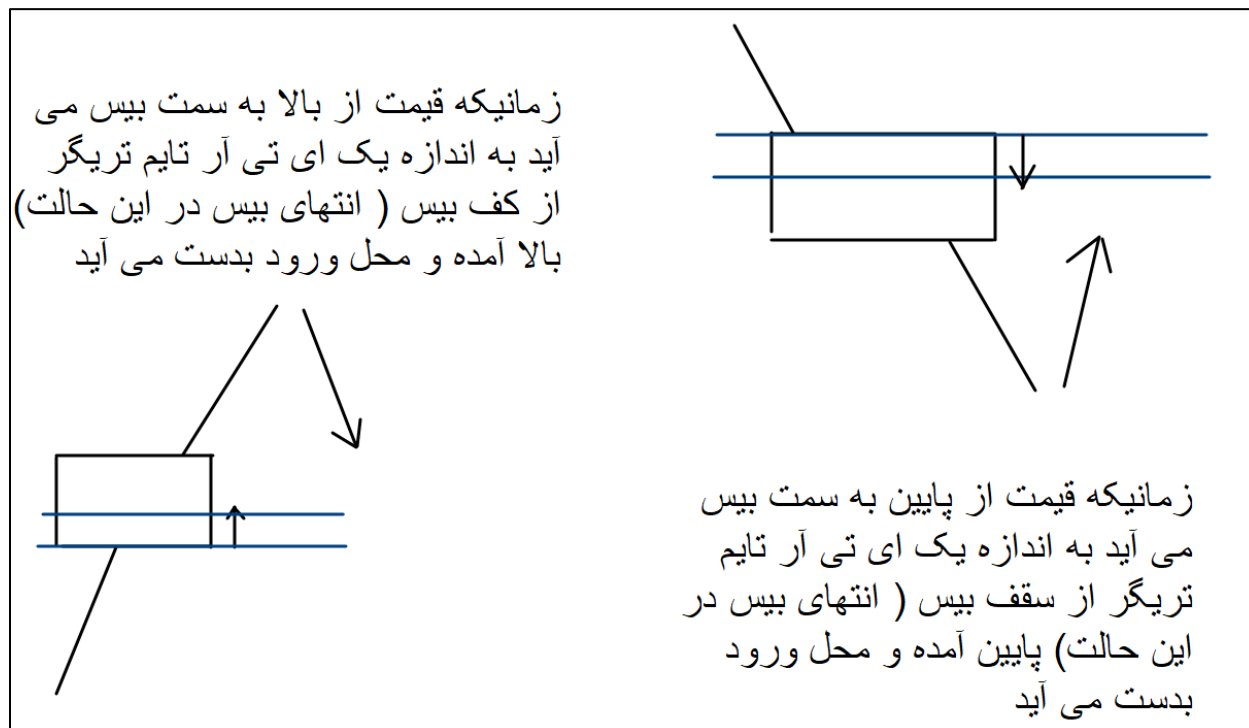 زمانیکه قیمت از بالا به سمت بیس می
آید به اندازه یک ای تی آر تایم تریگر
از کف بیس ( انتهای بیس در این حالت)
بالا آمده و محل ورود بدست می آید
زمانیکه قیمت از پایین به سمت بیس
می آید به اندازه یک ای تی آر تایم
تریگر از سقف بیس ( انتهای بیس در
این حالت) پایین آمده و محل ورود
بدست می آید